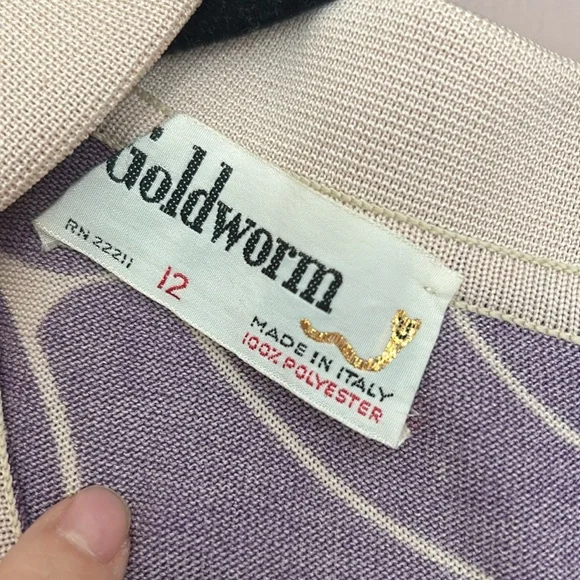 Goldworm
RN 22211
12
MADE IN ITALY
100% POLYESTER